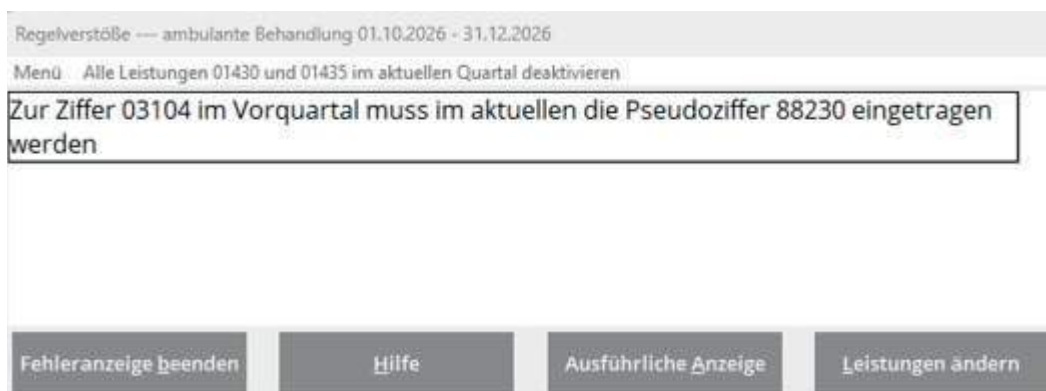 Regelverstöße --- ambulante Behandlung 01.10.2026 - 31.12.2026
Menü Alle Leistungen 01430 und 01435 im aktuellen Quartal deaktivieren
Zur Ziffer 03104 im Vorquartal muss im aktuellen die Pseudoziffer 88230 eingetragen
werden
Fehleranzeige beenden Hilfe Ausführliche Anzeige Leistungen ändern